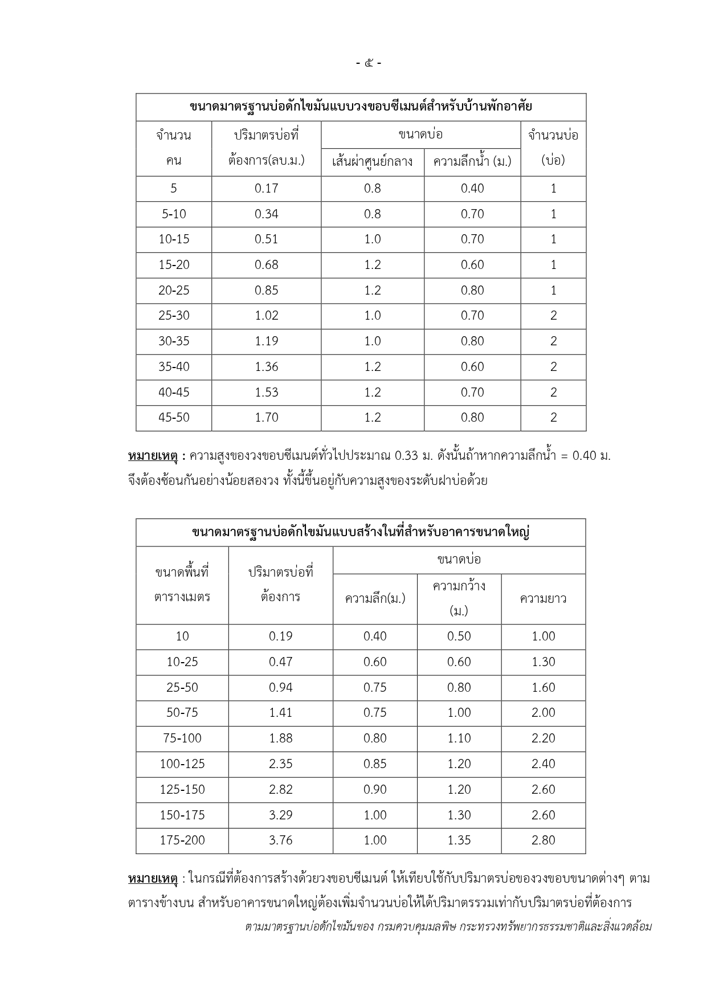 - ๕ -
ขนาดมาตรฐานบ่อดักไขมันแบบวงขอบซีเมนต์สำหรับบ้านพักอาศัย
จำนวน ปริมาตรบ่อที่ ขนาดบ่อ จำนวนบ่อ
คน ต้องการ(ลบ.ม.) เส้นผ่าศูนย์กลาง ความลึกน้ำ (ม.) (บ่อ)
5 0.17 0.8 0.40 1
5-10 0.34 0.8 0.70 1
10-15 0.51 1.0 0.70 1
15-20 0.68 1.2 0.60 1
20-25 0.85 1.2 0.80 1
25-30 1.02 1.0 0.70 2
30-35 1.19 1.0 0.80 2
35-40 1.36 1.2 0.60 2
40-45 1.53 1.2 0.70 2
45-50 1.70 1.2 0.80 2
หมายเหตุ : ความสูงของวงขอบซีเมนต์ทั่วไปประมาณ 0.33 ม. ดังนั้นถ้าหากความลึกน้ำ = 0.40 ม.
จึงต้องซ้อนกันอย่างน้อยสองวง ทั้งนี้ขึ้นอยู่กับความสูงของระดับฝาบ่อด้วย
ขนาดมาตรฐานบ่อดักไขมันแบบสร้างในที่สำหรับอาคารขนาดใหญ่
ขนาดพื้นที่ ปริมาตรบ่อที่ ขนาดบ่อ
ตารางเมตร ต้องการ ความลึก(ม.) ความกว้าง ความยาว
(ม.)
10 0.19 0.40 0.50 1.00
10-25 0.47 0.60 0.60 1.30
25-50 0.94 0.75 0.80 1.60
50-75 1.41 0.75 1.00 2.00
75-100 1.88 0.80 1.10 2.20
100-125 2.35 0.85 1.20 2.40
125-150 2.82 0.90 1.20 2.60
150-175 3.29 1.00 1.30 2.60
175-200 3.76 1.00 1.35 2.80
หมายเหตุ : ในกรณีที่ต้องการสร้างด้วยวงขอบซีเมนต์ ให้เทียบใช้กับปริมาตรบ่อของวงขอบขนาดต่างๆ ตาม
ตารางข้างบน สำหรับอาคารขนาดใหญ่ต้องเพิ่มจำนวนบ่อให้ได้ปริมาตรรวมเท่ากับปริมาตรบ่อที่ต้องการ
ตามมาตรฐานบ่อดักไขมันของ กรมควบคุมมลพิษ กระทรวงทรัพยากรธรรมชาติและสิ่งแวดล้อม